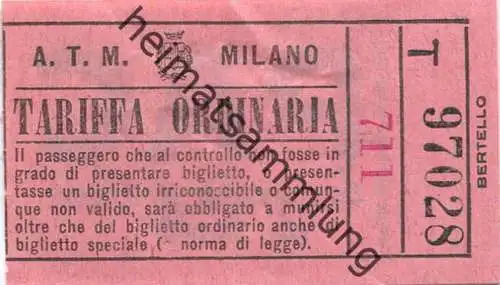 A. T. M. MILANO
TARIFFA ORDINARIA
Il passeggero che al controllo non fosse in
grado di presentare biglietto, o presen-
tasse un biglietto irriconoscibile o comun-
que non valido, sarà obbligato a munirsi
oltre che del biglietto ordinario anche del
biglietto speciale (a norma di legge).
711
T 97028
BERTELLO
heimatsammlung